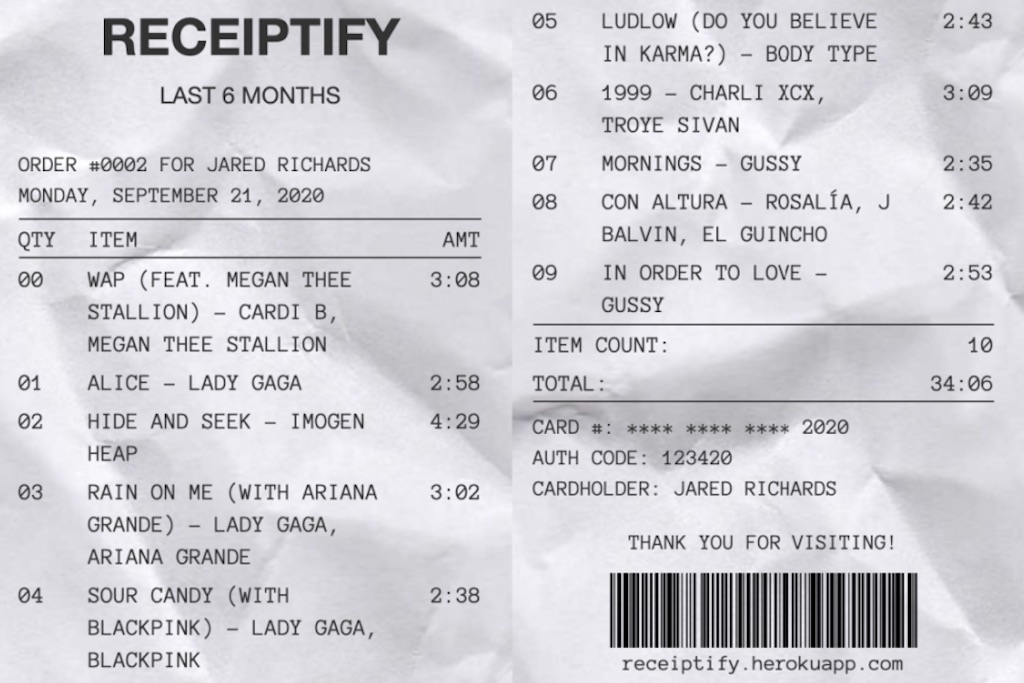 RECEIPTIFY
LAST 6 MONTHS
ORDER #0002 FOR JARED RICHARDS
MONDAY, SEPTEMBER 21, 2020
QTY ITEM AMT
00 WAP (FEAT. MEGAN THEE 3:08
STALLION) – CARDI B,
MEGAN THEE STALLION
01 ALICE – LADY GAGA 2:58
02 HIDE AND SEEK – IMOGEN 4:29
HEAP
03 RAIN ON ME (WITH ARIANA 3:02
GRANDE) – LADY GAGA,
ARIANA GRANDE
04 SOUR CANDY (WITH 2:38
BLACKPINK) – LADY GAGA,
BLACKPINK
05 LUDLOW (DO YOU BELIEVE 2:43
IN KARMA?) – BODY TYPE
06 1999 – CHARLI XCX, 3:09
TROYE SIVAN
07 MORNINGS – GUSSY 2:35
08 CON ALTURA – ROSALÍA, J 2:42
BALVIN, EL GUINCHO
09 IN ORDER TO LOVE – 2:53
GUSSY
ITEM COUNT: 10
TOTAL: 34:06
CARD #: **** **** **** 2020
AUTH CODE: 123420
CARDHOLDER: JARED RICHARDS
THANK YOU FOR VISITING!
receiptify.herokuapp.com